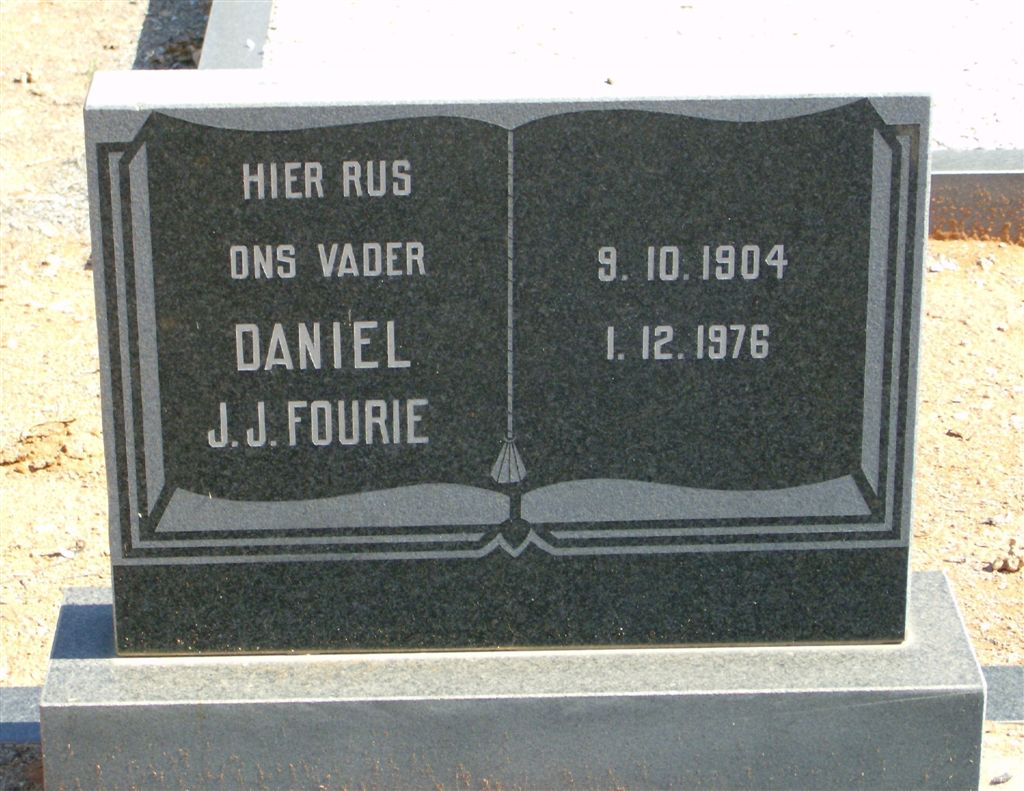 HIER RUS
ONS VADER
DANIEL
J.J. FOURIE
9.10.1904
1.12.1976